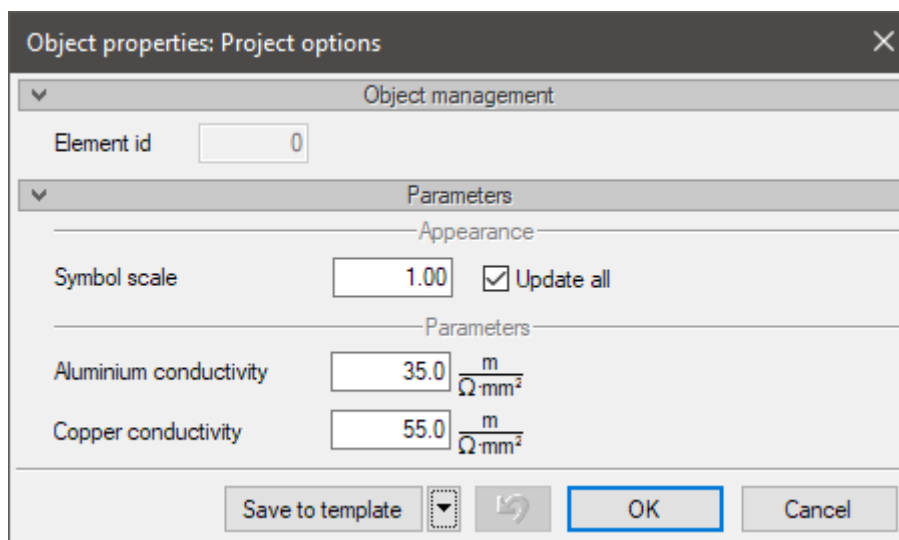 Object properties: Project options
Object management
Element id 0
Parameters
Appearance
Symbol scale 1.00 Update all
Parameters
Aluminium conductivity 35.0 m
Ω·mm²
Copper conductivity 55.0 m
Ω·mm²
Save to template OK Cancel